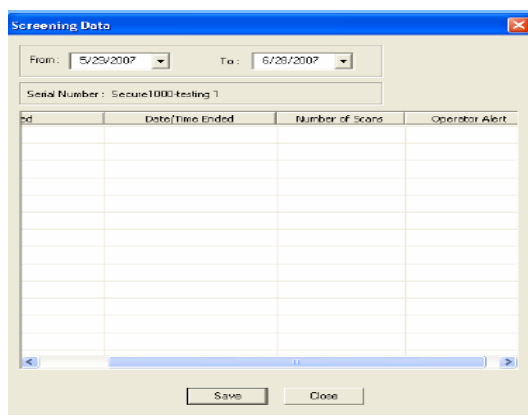 Screening Data
From: 5/29/2007 To: 6/28/2007
Serial Number: Secure1000-testing 1
ed Date/Time Ended Number of Scans Operator Alert
Save Close